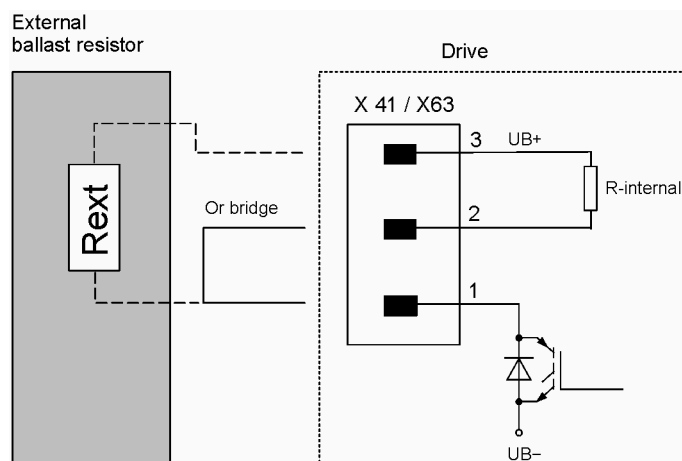 External
ballast resistor
Drive
X 41 / X63
3
UB+
Rext
R-internal
Or bridge
2
1
UB–